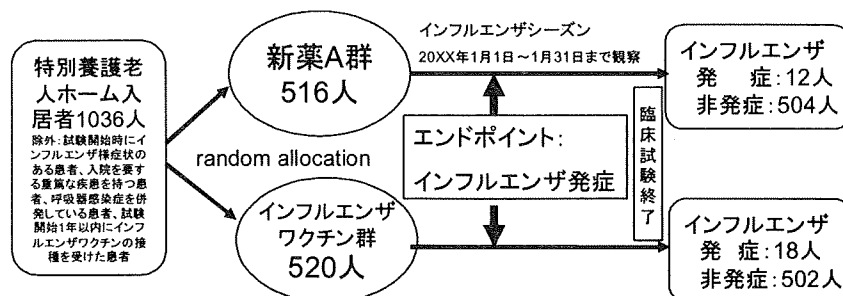 特別養護老
人ホーム入
居者1036人
除外:試験開始時にイ
ンフルエンザ様症状の
ある患者、入院を要す
る重篤な疾患を持つ患
者、呼吸器感染症を併
発している患者、試験
開始1年以内にインフ
ルエンザワクチンの接
種を受けた患者
random allocation
新薬A群
516人
インフルエンザ
ワクチン群
520人
インフルエンザシーズン
20XX年1月1日～1月31日まで観察
エンドポイント:
インフルエンザ発症
臨床試験終了
インフルエンザ
発 症:12人
非発症:504人
インフルエンザ
発 症:18人
非発症:502人